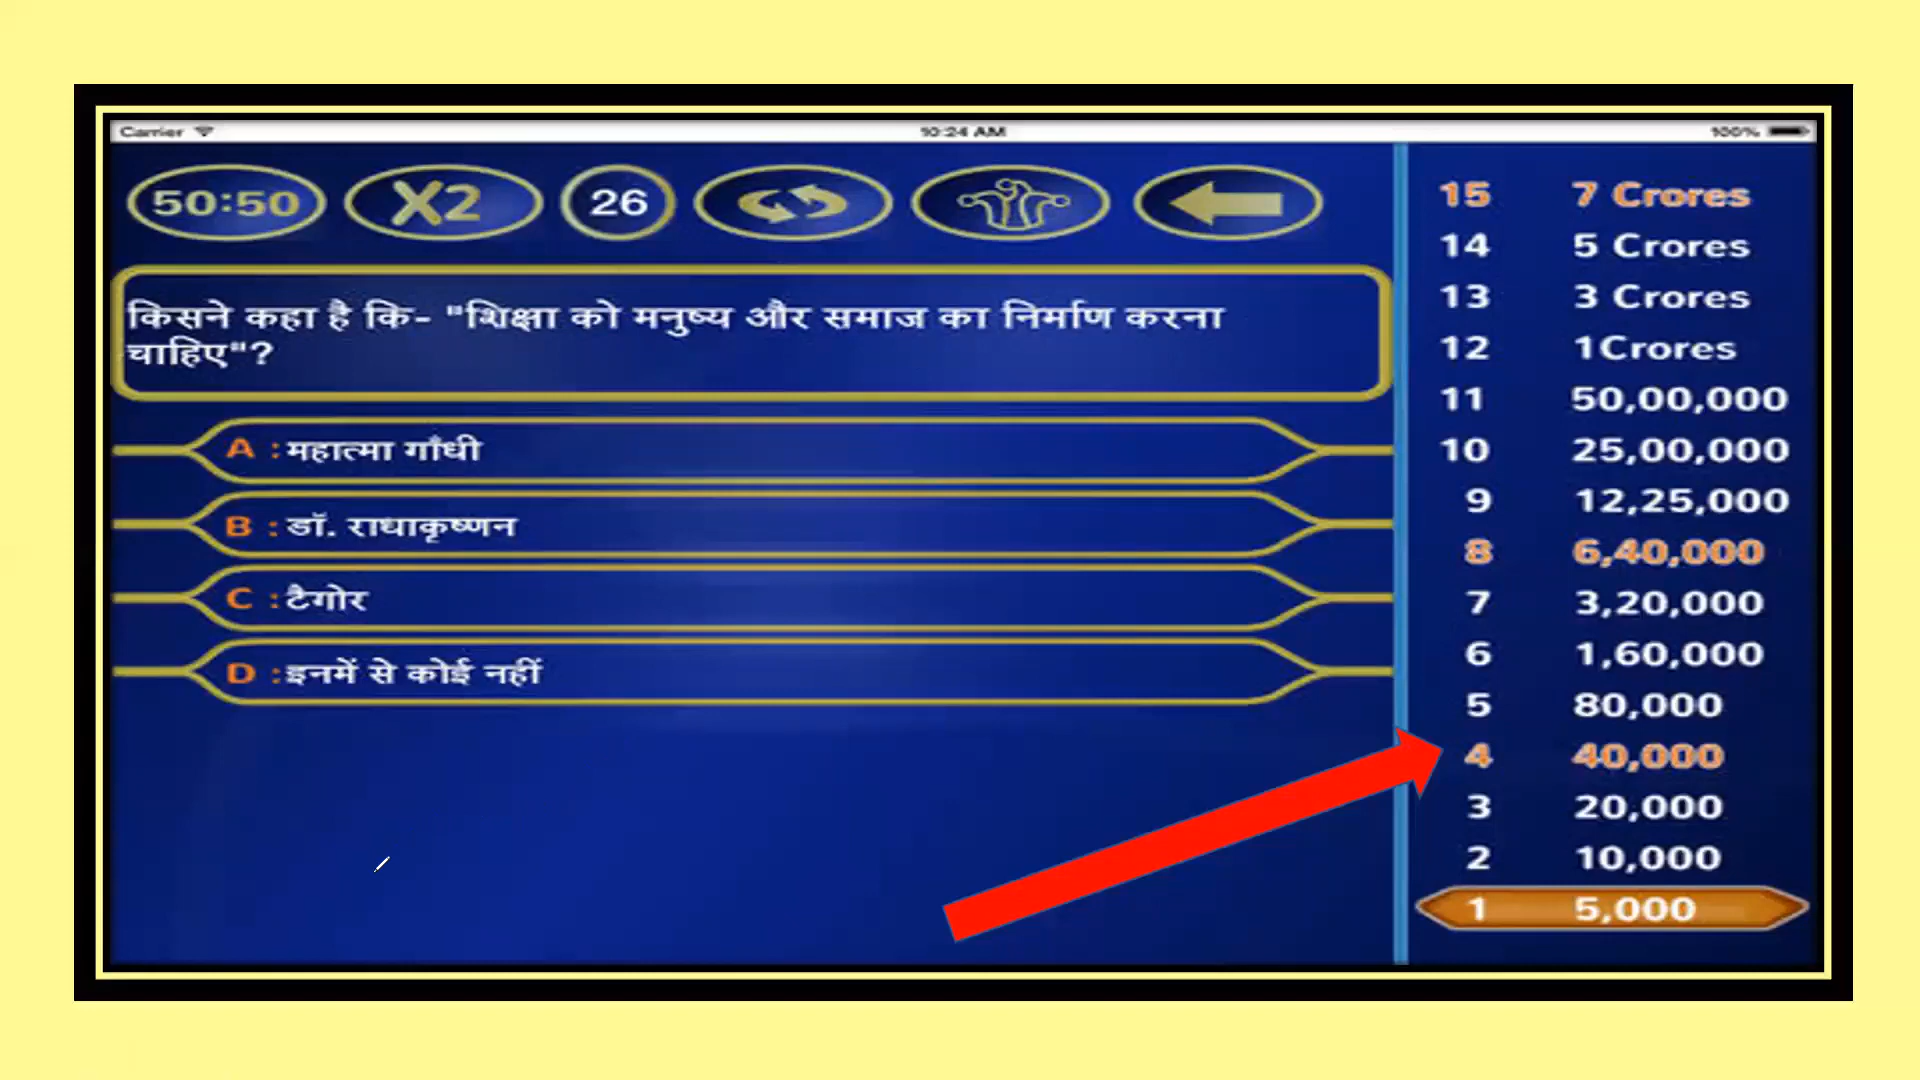 Carrier 10:24 AM 100%
50:50 X2 26
किसने कहा है कि- "शिक्षा को मनुष्य और समाज का निर्माण करना
चाहिए"?
A :महात्मा गाँधी
B :डॉ. राधाकृष्णन
C :टैगोर
D :इनमें से कोई नहीं
15 7 Crores
14 5 Crores
13 3 Crores
12 1Crores
11 50,00,000
10 25,00,000
9 12,25,000
8 6,40,000
7 3,20,000
6 1,60,000
5 80,000
4 40,000
3 20,000
2 10,000
1 5,000